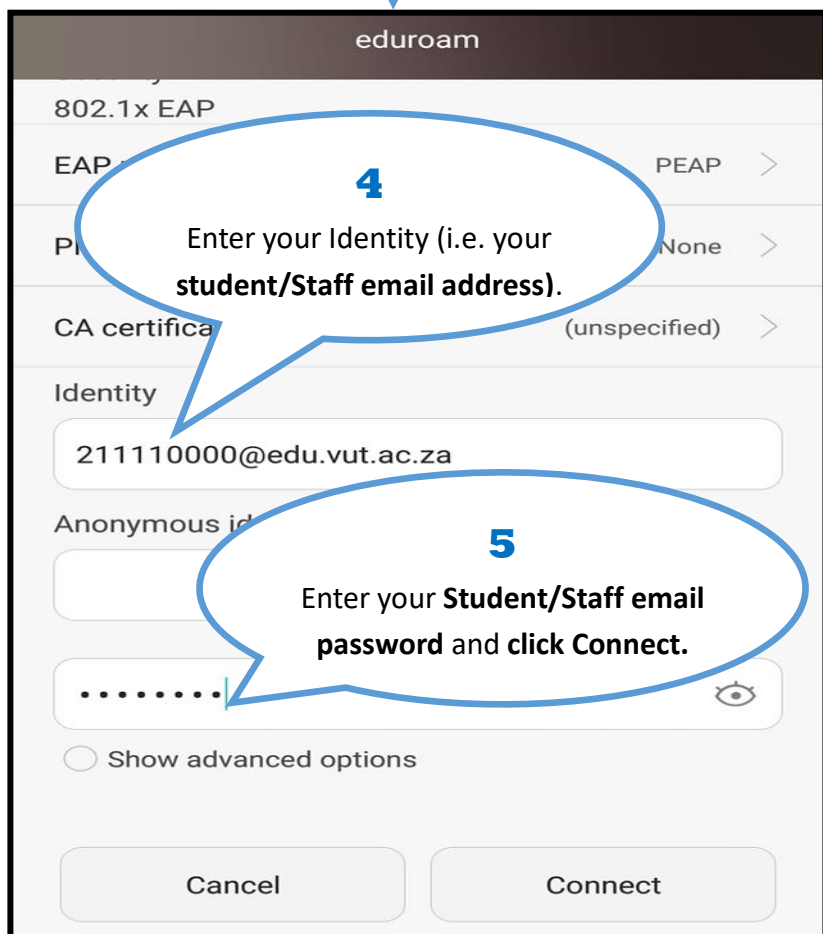 eduroam
802.1x EAP
EAP
PEAP
4
Enter your Identity (i.e. your
student/Staff email address).
None
CA certifica
(unspecified)
Identity
211110000@edu.vut.ac.za
Anonymous id
5
Enter your Student/Staff email
password and click Connect.
••••••••
Show advanced options
Cancel
Connect